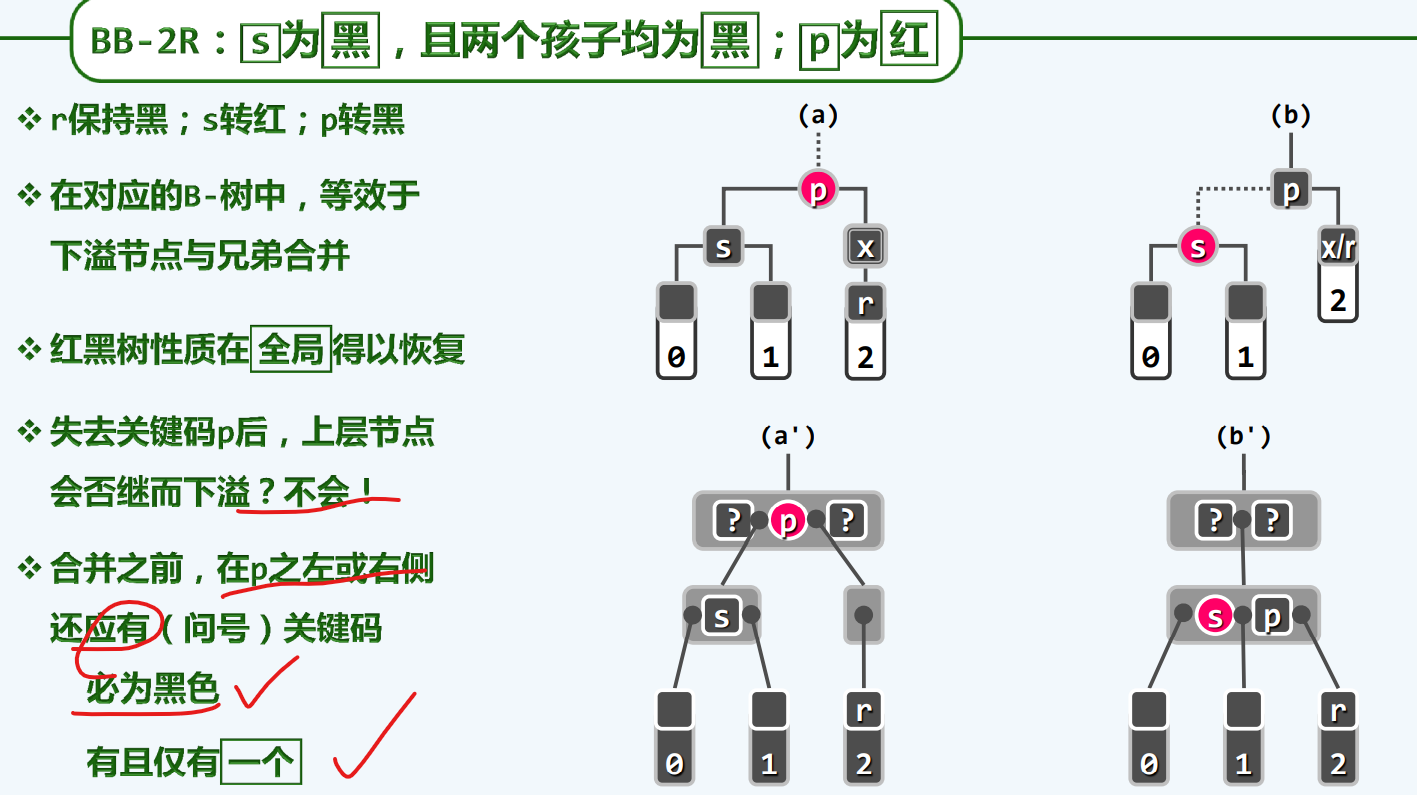 BB-2R：s为黑，且两个孩子均为黑；p为红
❖ r保持黑；s转红；p转黑
❖ 在对应的B-树中，等效于
下溢节点与兄弟合并
❖ 红黑树性质在全局得以恢复
❖ 失去关键码p后，上层节点
会否继而下溢？不会！
❖ 合并之前，在p之左或右侧
还应有（问号）关键码
必为黑色
有且仅有一个
(a)
p
s x
r
0 1 2
(b)
p
s x/r
2
0 1
(a')
? p ?
s
r
0 1 2
(b')
? ?
s p
r
0 1 2